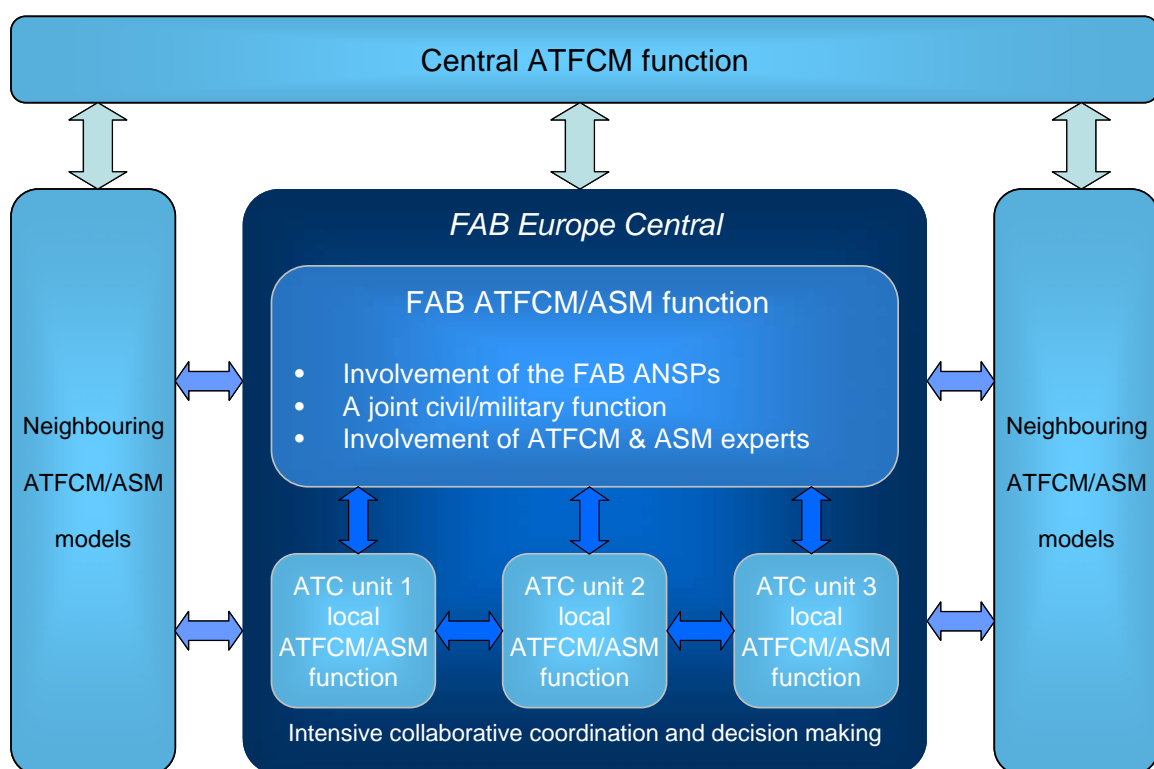 Central ATFCM function
FAB Europe Central
FAB ATFCM/ASM function
• Involvement of the FAB ANSPs
• A joint civil/military function
• Involvement of ATFCM & ASM experts
Neighbouring
ATFCM/ASM
models
Neighbouring
ATFCM/ASM
models
ATC unit 1
local
ATFCM/ASM
function
ATC unit 2
local
ATFCM/ASM
function
ATC unit 3
local
ATFCM/ASM
function
Intensive collaborative coordination and decision making